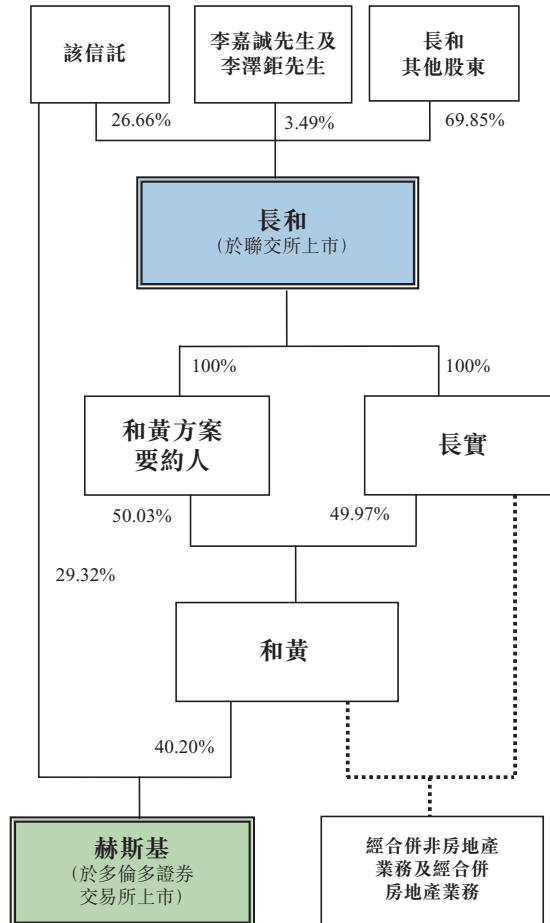 該信託
李嘉誠先生及
李澤鉅先生
長和
其他股東
26.66%
3.49%
69.85%
長和
（於聯交所上市）
100%
100%
和黃方案
要約人
長實
50.03%
49.97%
29.32%
和黃
40.20%
赫斯基
（於多倫多證券
交易所上市）
經合併非房地產
業務及經合併
房地產業務